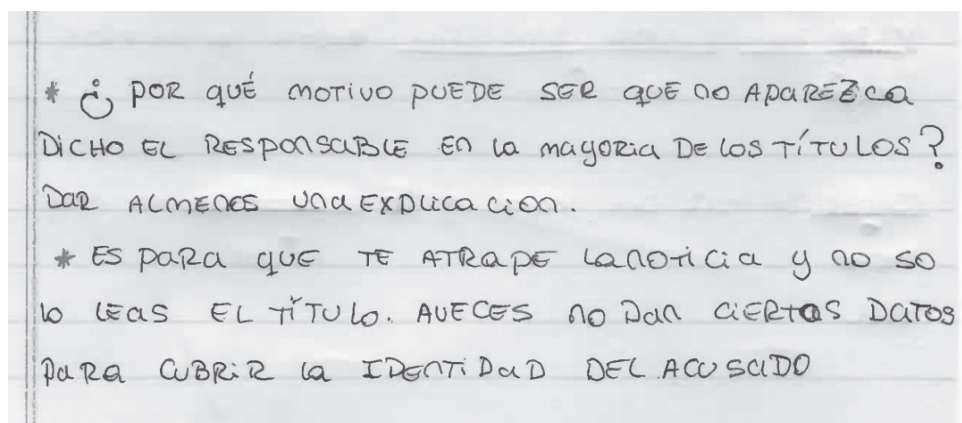 * ¿ POR QUÉ MOTIVO PUEDE SER QUE NO APAREZCA
DICHO EL RESPONSABLE EN LA MAYORIA DE LOS TÍTULOS?
DAR ALMENOS UNA EXPLICACION.
* ES PARA QUE TE ATRAPE LANOTICIA Y NO SO
LO LEAS EL TÍTULO. AVECES NO DAN CIERTOS DATOS
PARA CUBRIR LA IDENTIDAD DEL ACUSADO